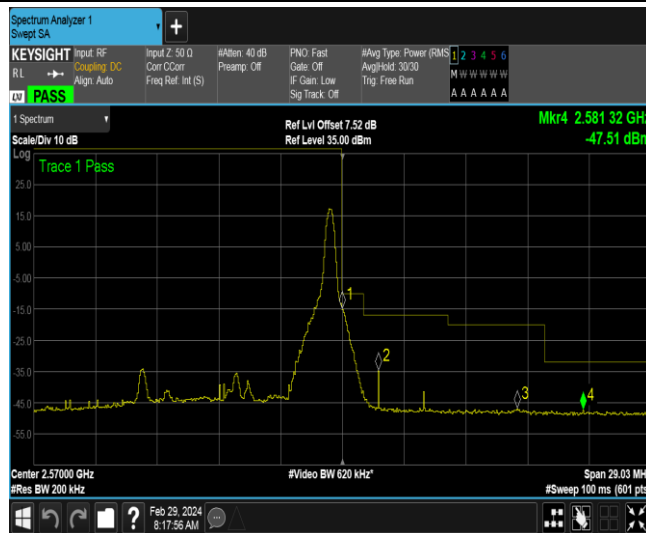 Spectrum Analyzer 1
Swept SA
+
KEYSIGHT Input: RF Input Z: 50 Ω #Atten: 40 dB PNO: Fast #Avg Type: Power (RMS 1 2 3 4 5 6
RL Coupling: DC Corr CCorr Preamp: Off Gate: Off Avg|Hold: 30/30 M W W W W W
Align: Auto Freq Ref: Int (S) IF Gain: Low Trig: Free Run
LXI PASS Sig Track: Off A A A A A A
1 Spectrum Ref Lvl Offset 7.52 dB Mkr4 2.581 32 GHz
Scale/Div 10 dB Ref Level 35.00 dBm -47.51 dBm
Log
Trace 1 Pass
25.0
15.0
5.00
-5.00
-15.0
1
-25.0
2
-35.0
-45.0
3
4
-55.0
Center 2.57000 GHz #Video BW 620 kHz* Span 29.03 MH
#Res BW 200 kHz #Sweep 100 ms (601 pts
? Feb 29, 2024
8:17:56 AM